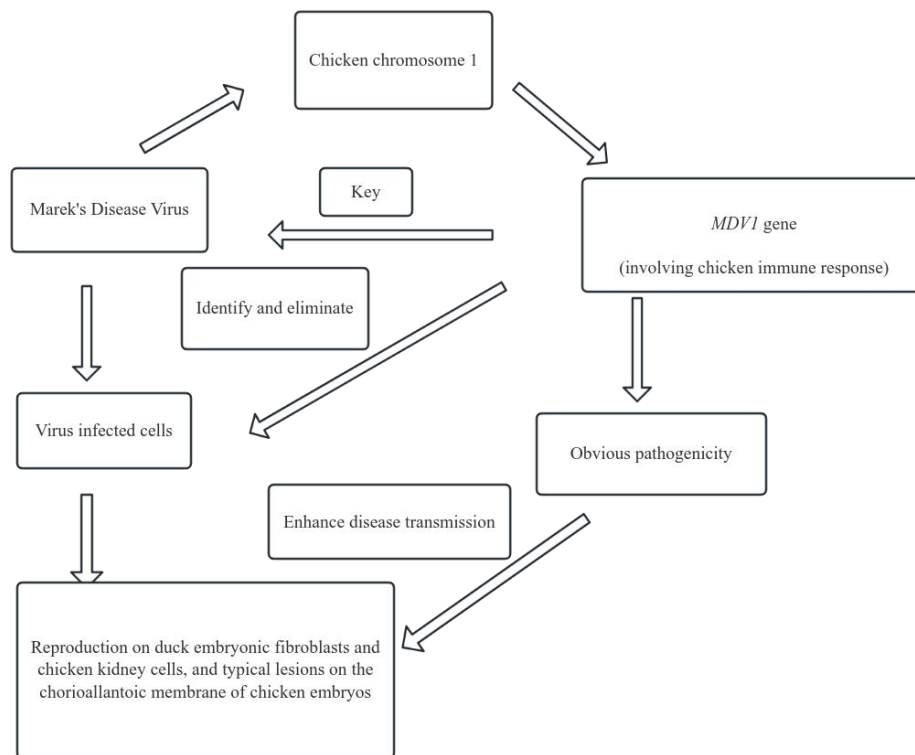 Chicken chromosome 1
Marek's Disease Virus
Key
MDV1 gene
(involving chicken immune response)
Identify and eliminate
Virus infected cells
Obvious pathogenicity
Enhance disease transmission
Reproduction on duck embryonic fibroblasts and
chicken kidney cells, and typical lesions on the
chorioallantoic membrane of chicken embryos